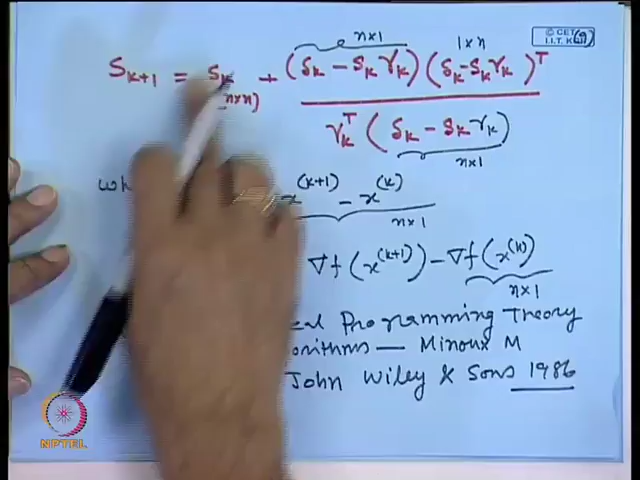 © CET
I.I.T. KGP
n×1
1×n
S_{k+1} = S_k + (δ_k − S_k γ_k) (δ_k − S_k γ_k)^T / γ_k^T (δ_k − S_k γ_k)
(n×n)
n×1
x^{(k+1)} − x^{(k)}
n×1
∇f(x^{(k+1)}) − ∇f(x^{(k)})
n×1
Programming Theory
Minoux M
John Wiley & Sons 1986
NPTEL